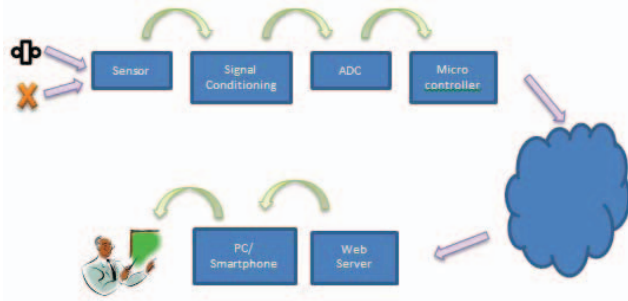 Sensor
Signal
Conditioning
ADC
Micro
controller
PC/
Smartphone
Web
Server